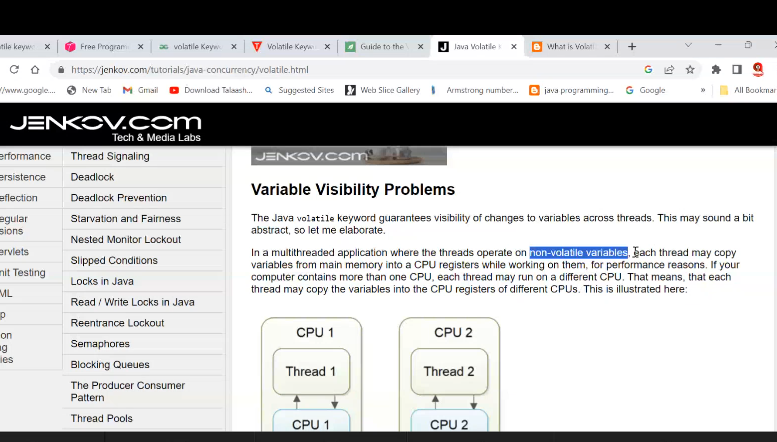 atile keyw
Free Program
volatile Keyw
Volatile Keyw
Guide to the
Java Volatile
What is Volati
https://jenkov.com/tutorials/java-concurrency/volatile.html
//www.google....
New Tab
Gmail
Download Talaash...
Suggested Sites
Web Slice Gallery
Armstrong number...
java programming...
Google
»
All Bookmar
JENKOV.COM
Tech & Media Labs
erformance
ersistence
eflection
egular
sions
ervlets
nit Testing
ML
p
on
ng
ies
Thread Signaling
Deadlock
Deadlock Prevention
Starvation and Fairness
Nested Monitor Lockout
Slipped Conditions
Locks in Java
Read / Write Locks in Java
Reentrance Lockout
Semaphores
Blocking Queues
The Producer Consumer
Pattern
Thread Pools
JENKOV.COM
Variable Visibility Problems
The Java volatile keyword guarantees visibility of changes to variables across threads. This may sound a bit
abstract, so let me elaborate.
In a multithreaded application where the threads operate on non-volatile variables, each thread may copy
variables from main memory into a CPU registers while working on them, for performance reasons. If your
computer contains more than one CPU, each thread may run on a different CPU. That means, that each
thread may copy the variables into the CPU registers of different CPUs. This is illustrated here:
CPU 1
Thread 1
CPU 1
CPU 2
Thread 2
CPU 2